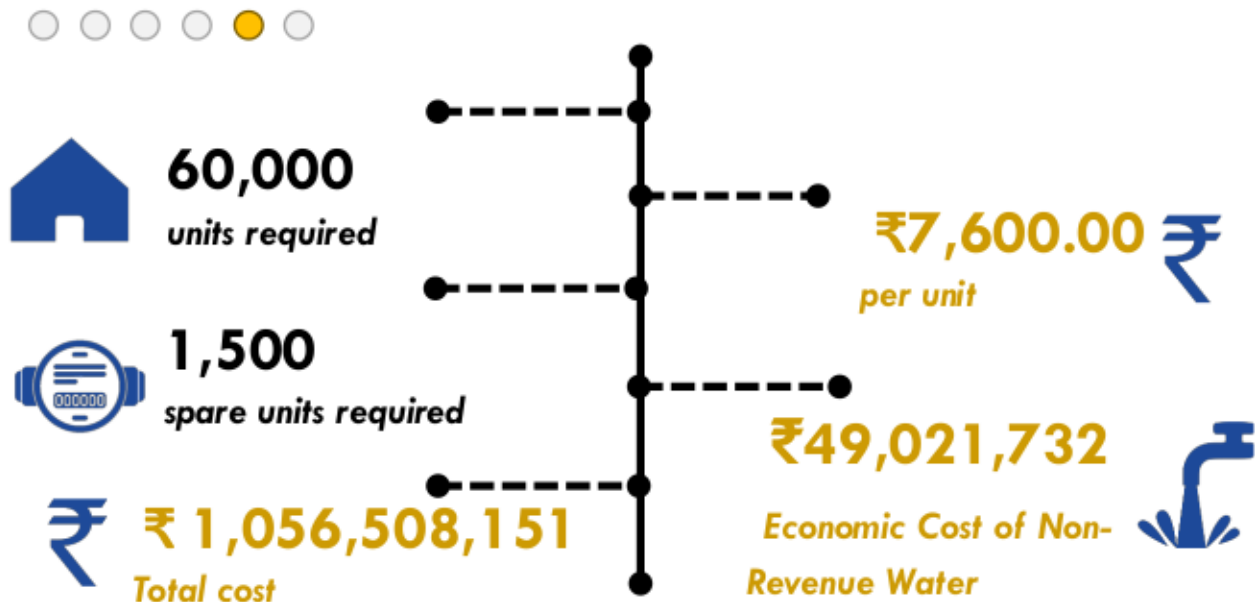 60,000
units required
₹7,600.00 ₹
per unit
1,500
spare units required
000000
₹49,021,732
Economic Cost of Non-
Revenue Water
₹ ₹ 1,056,508,151
Total cost